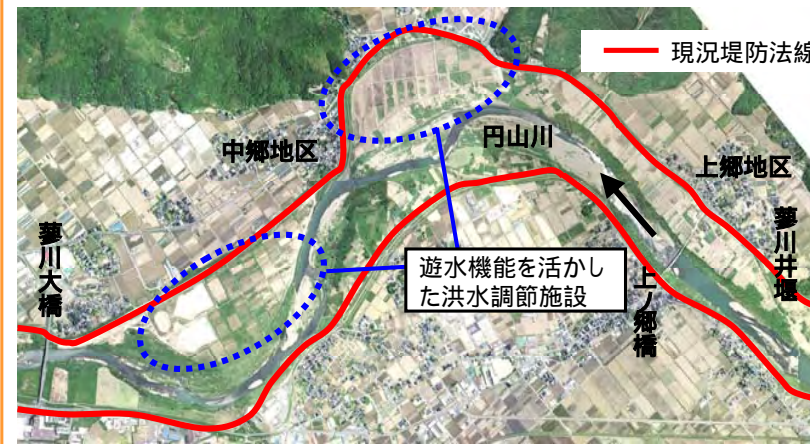 現況堤防法線
中郷地区
円山川
上郷地区
蓼川大橋
蓼川井堰
上ノ郷橋
遊水機能を活かし
た洪水調節施設